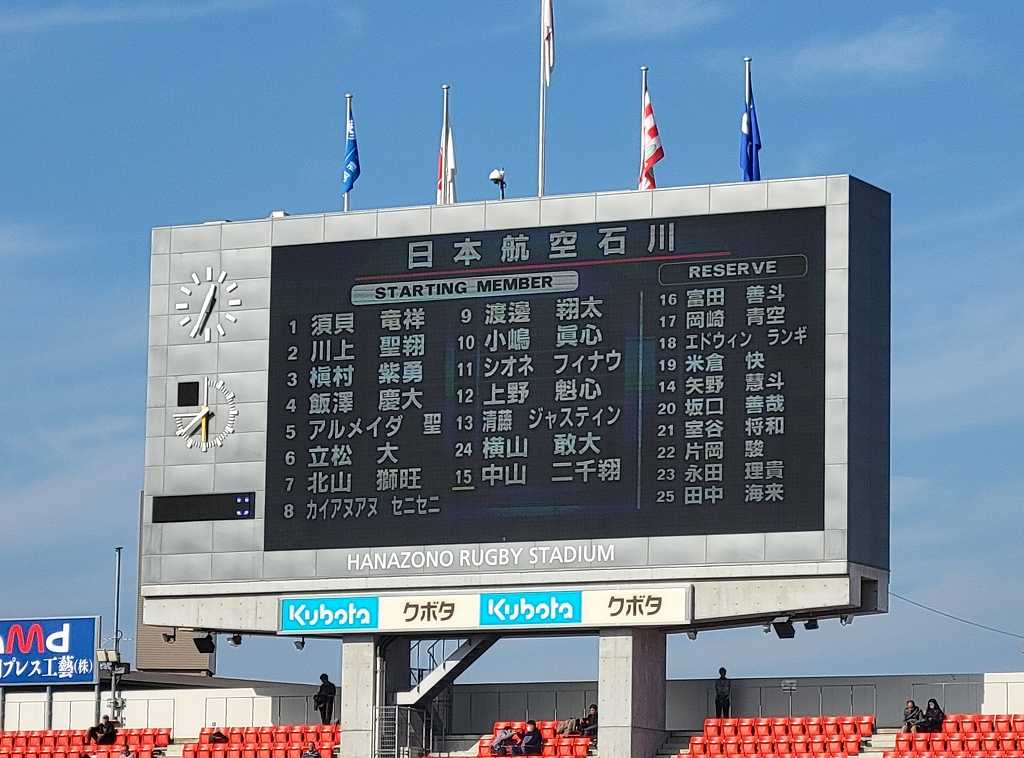 日本航空石川
STARTING MEMBER
1 須貝 竜祥
2 川上 聖翔
3 槇村 紫勇
4 飯澤 慶大
5 アルメイダ 聖
6 立松 大
7 北山 獅旺
8 カイアヌアヌ セニセニ
9 渡邊 翔太
10 小嶋 眞心
11 シオネ フィナウ
12 上野 魁心
13 清藤 ジャスティン
24 横山 敢大
15 中山 二千翔
RESERVE
16 富田 善斗
17 岡崎 青空
18 エドウィン ランギ
19 米倉 快
14 矢野 慧斗
20 坂口 善哉
21 室谷 将和
22 片岡 駿
23 永田 理貴
25 田中 海来
HANAZONO RUGBY STADIUM
Kubota クボタ Kubota クボタ
aMd
プレス工藝(株)